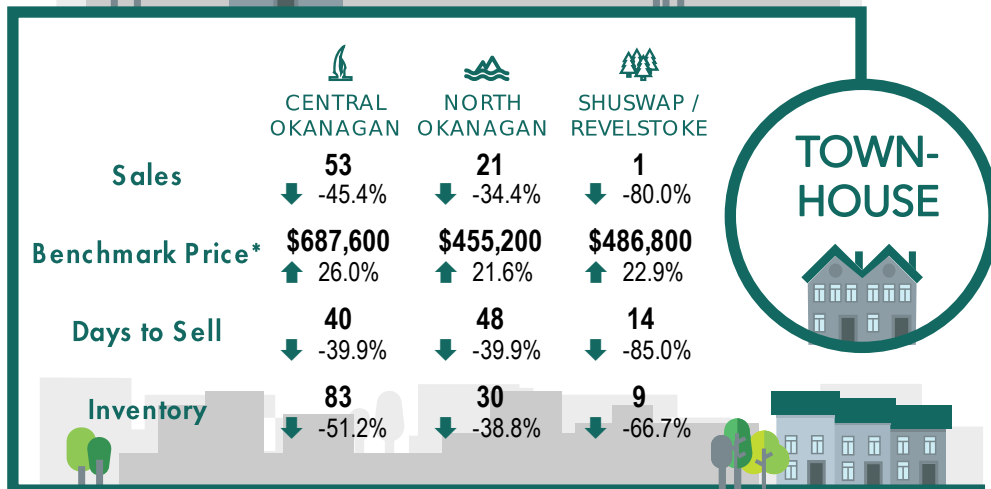 CENTRAL OKANAGAN
NORTH OKANAGAN
SHUSWAP / REVELSTOKE
TOWN-
HOUSE
Sales
53 21 1
-45.4% -34.4% -80.0%
Benchmark Price*
$687,600 $455,200 $486,800
26.0% 21.6% 22.9%
Days to Sell
40 48 14
-39.9% -39.9% -85.0%
Inventory
83 30 9
-51.2% -38.8% -66.7%